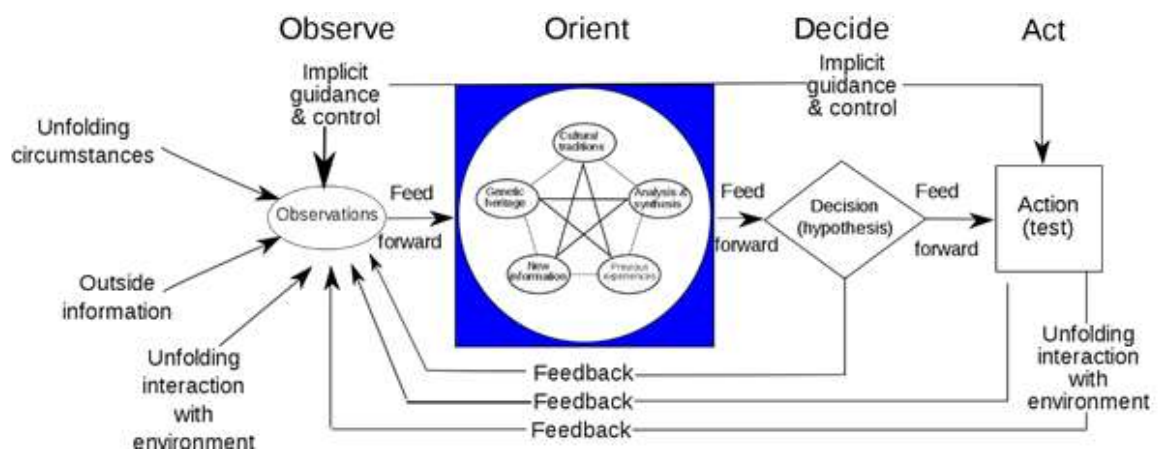 Observe
Orient
Decide
Act
Implicit
guidance
& control
Implicit
guidance
& control
Unfolding
circumstances
Observations
Feed
forward
Cultural
traditions
Genetic
heritage
Analysis &
synthesis
New
information
Previous
experiences
Feed
forward
Decision
(hypothesis)
Feed
forward
Action
(test)
Outside
information
Unfolding
interaction
with
environment
Unfolding
interaction
with
environment
Feedback
Feedback
Feedback